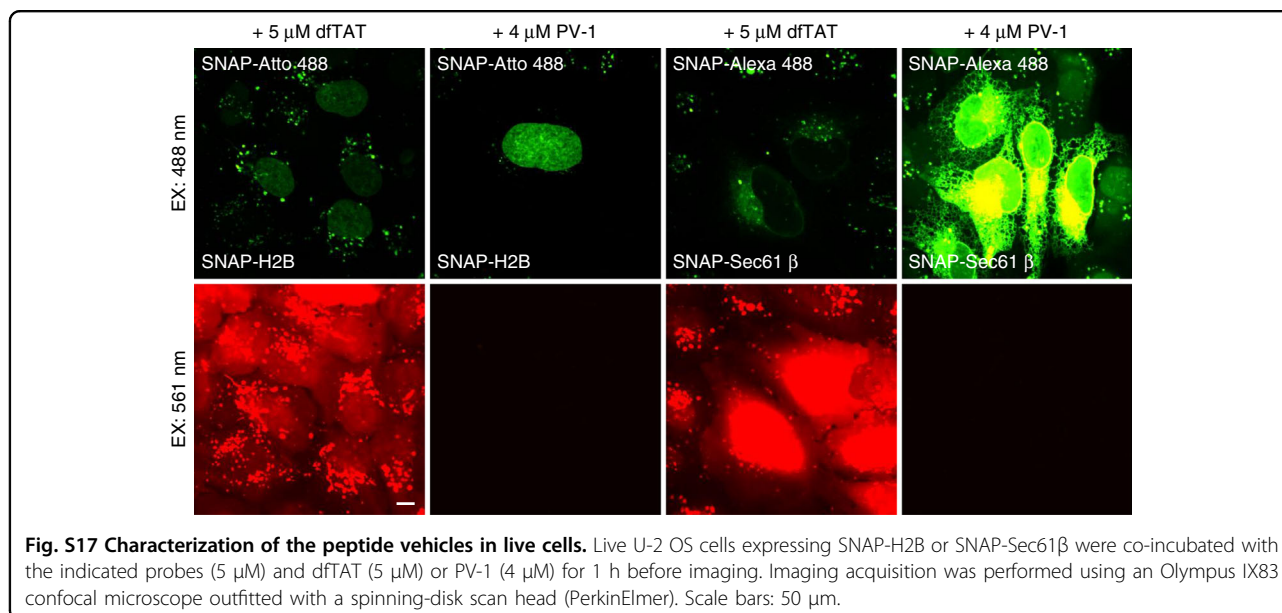 + 5 μM dfTAT
+ 4 μM PV-1
+ 5 μM dfTAT
+ 4 μM PV-1
EX: 488 nm
SNAP-Atto 488
SNAP-Atto 488
SNAP-Alexa 488
SNAP-Alexa 488
SNAP-H2B
SNAP-H2B
SNAP-Sec61 β
SNAP-Sec61 β
EX: 561 nm
Fig. S17 Characterization of the peptide vehicles in live cells. Live U-2 OS cells expressing SNAP-H2B or SNAP-Sec61β were co-incubated with
the indicated probes (5 μM) and dfTAT (5 μM) or PV-1 (4 μM) for 1 h before imaging. Imaging acquisition was performed using an Olympus IX83
confocal microscope outfitted with a spinning-disk scan head (PerkinElmer). Scale bars: 50 μm.